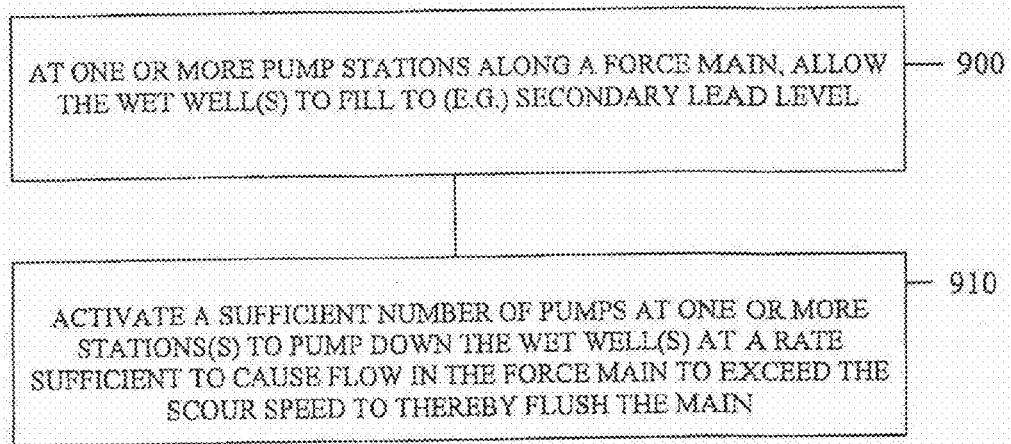 AT ONE OR MORE PUMP STATIONS ALONG A FORCE MAIN, ALLOW
THE WET WELL(S) TO FILL TO (E.G.) SECONDARY LEAD LEVEL
900
ACTIVATE A SUFFICIENT NUMBER OF PUMPS AT ONE OR MORE
STATIONS(S) TO PUMP DOWN THE WET WELL(S) AT A RATE
SUFFICIENT TO CAUSE FLOW IN THE FORCE MAIN TO EXCEED THE
SCOUR SPEED TO THEREBY FLUSH THE MAIN
910